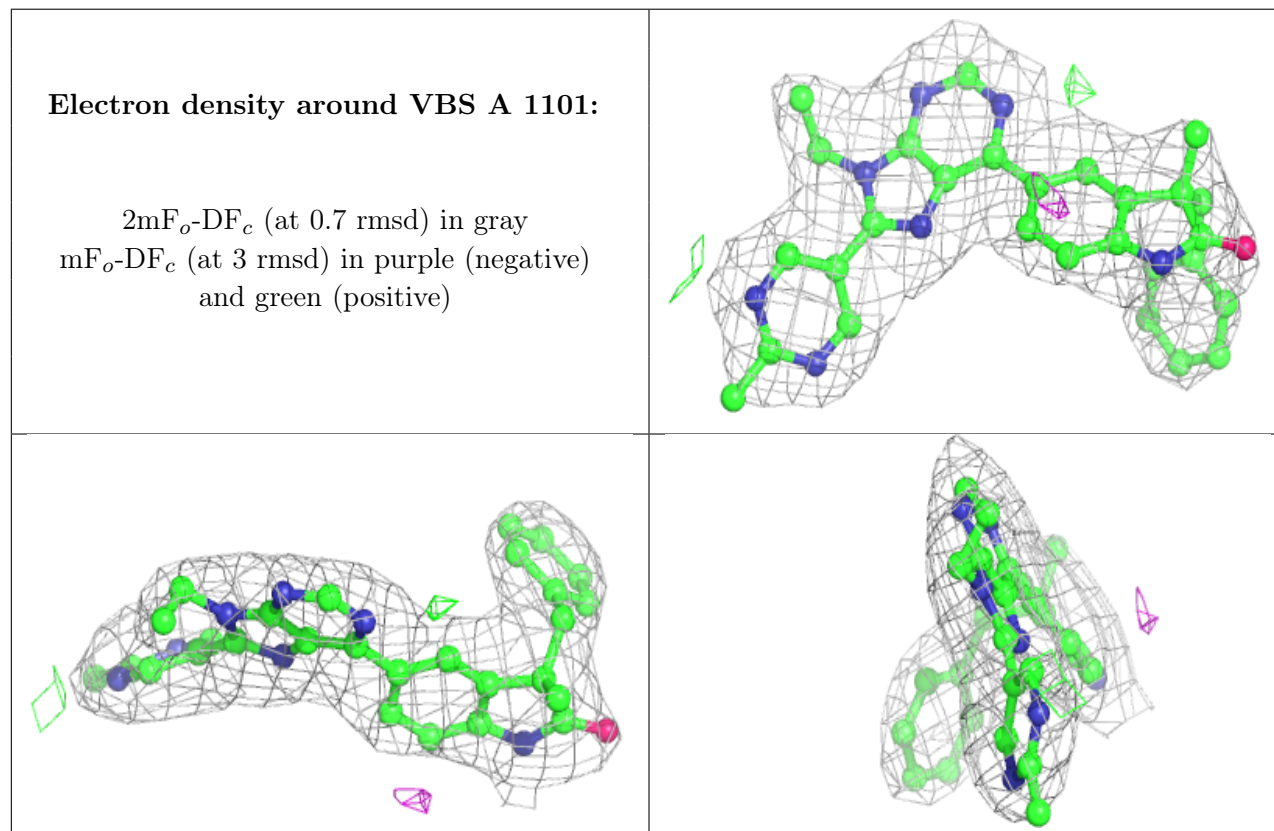 Electron density around VBS A 1101:
2mFo-DFc (at 0.7 rmsd) in gray
mFo-DFc (at 3 rmsd) in purple (negative)
and green (positive)